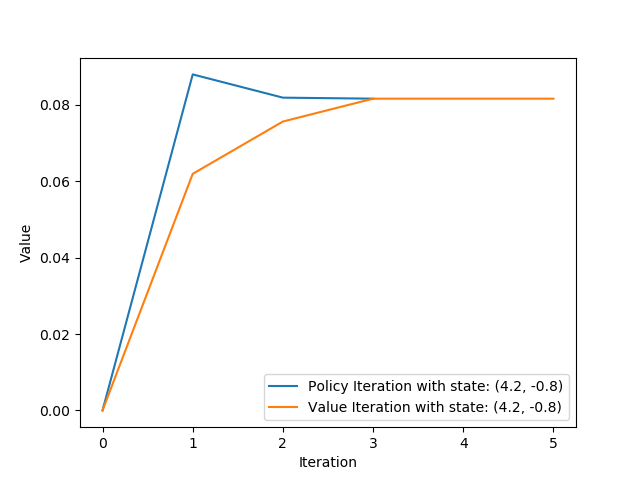 0.08
0.06
0.04
0.02
0.00
Value
Policy Iteration with state: (4.2, -0.8)
Value Iteration with state: (4.2, -0.8)
0 1 2 3 4 5
Iteration